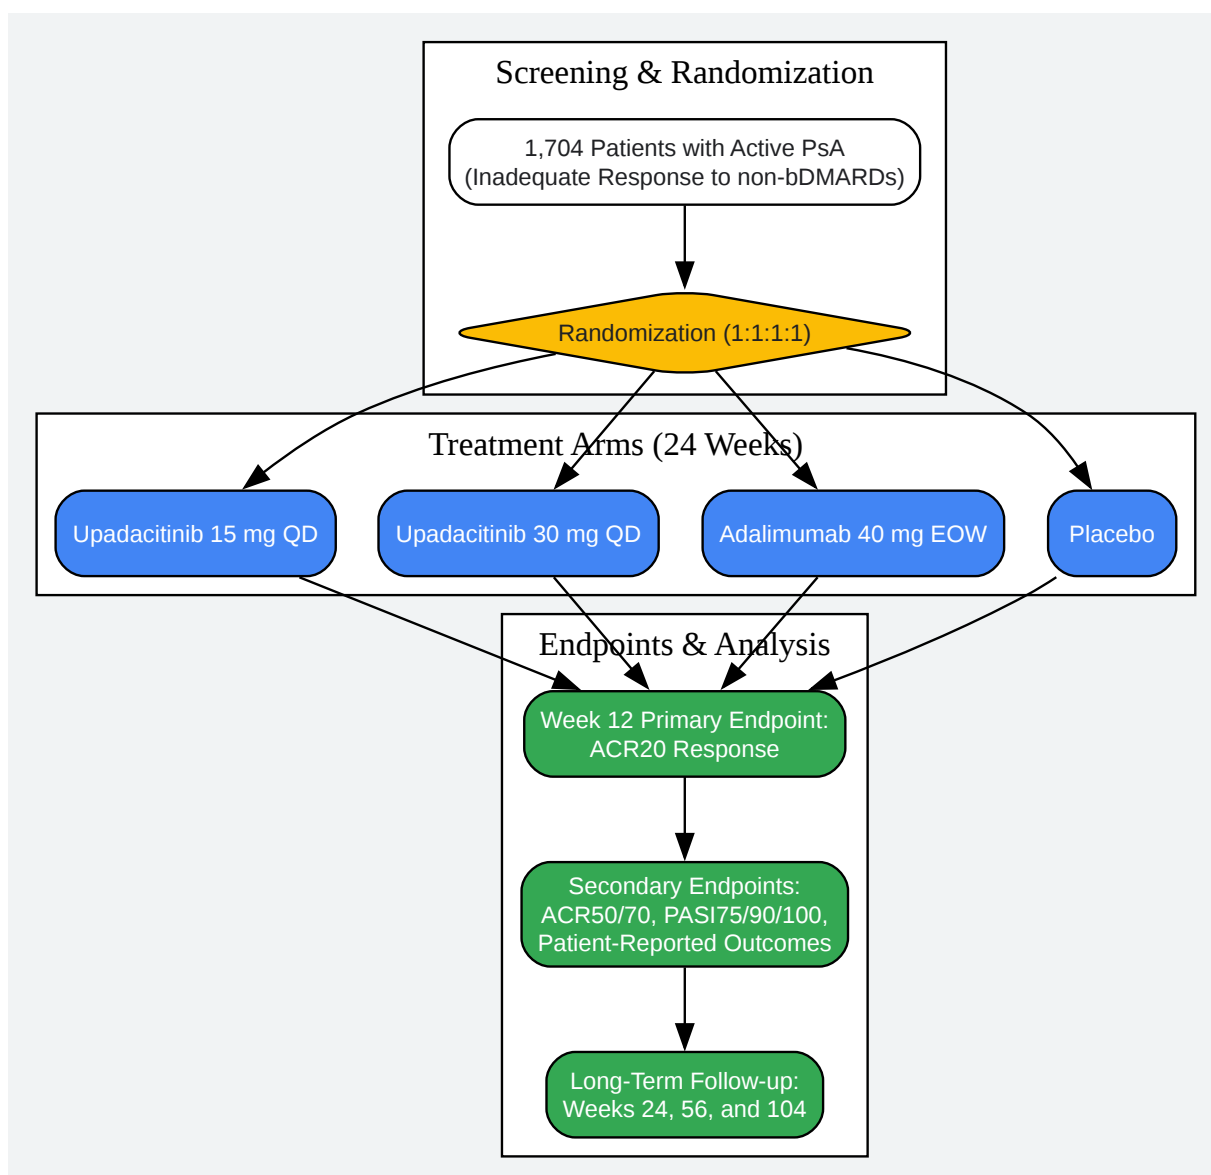 Screening & Randomization
1,704 Patients with Active PsA
(Inadequate Response to non-bDMARDs)
Randomization (1:1:1:1)
Treatment Arms (24 Weeks)
Upadacitinib 15 mg QD
Upadacitinib 30 mg QD
Adalimumab 40 mg EOW
Placebo
Endpoints & Analysis
Week 12 Primary Endpoint:
ACR20 Response
Secondary Endpoints:
ACR50/70, PASI75/90/100,
Patient-Reported Outcomes
Long-Term Follow-up:
Weeks 24, 56, and 104